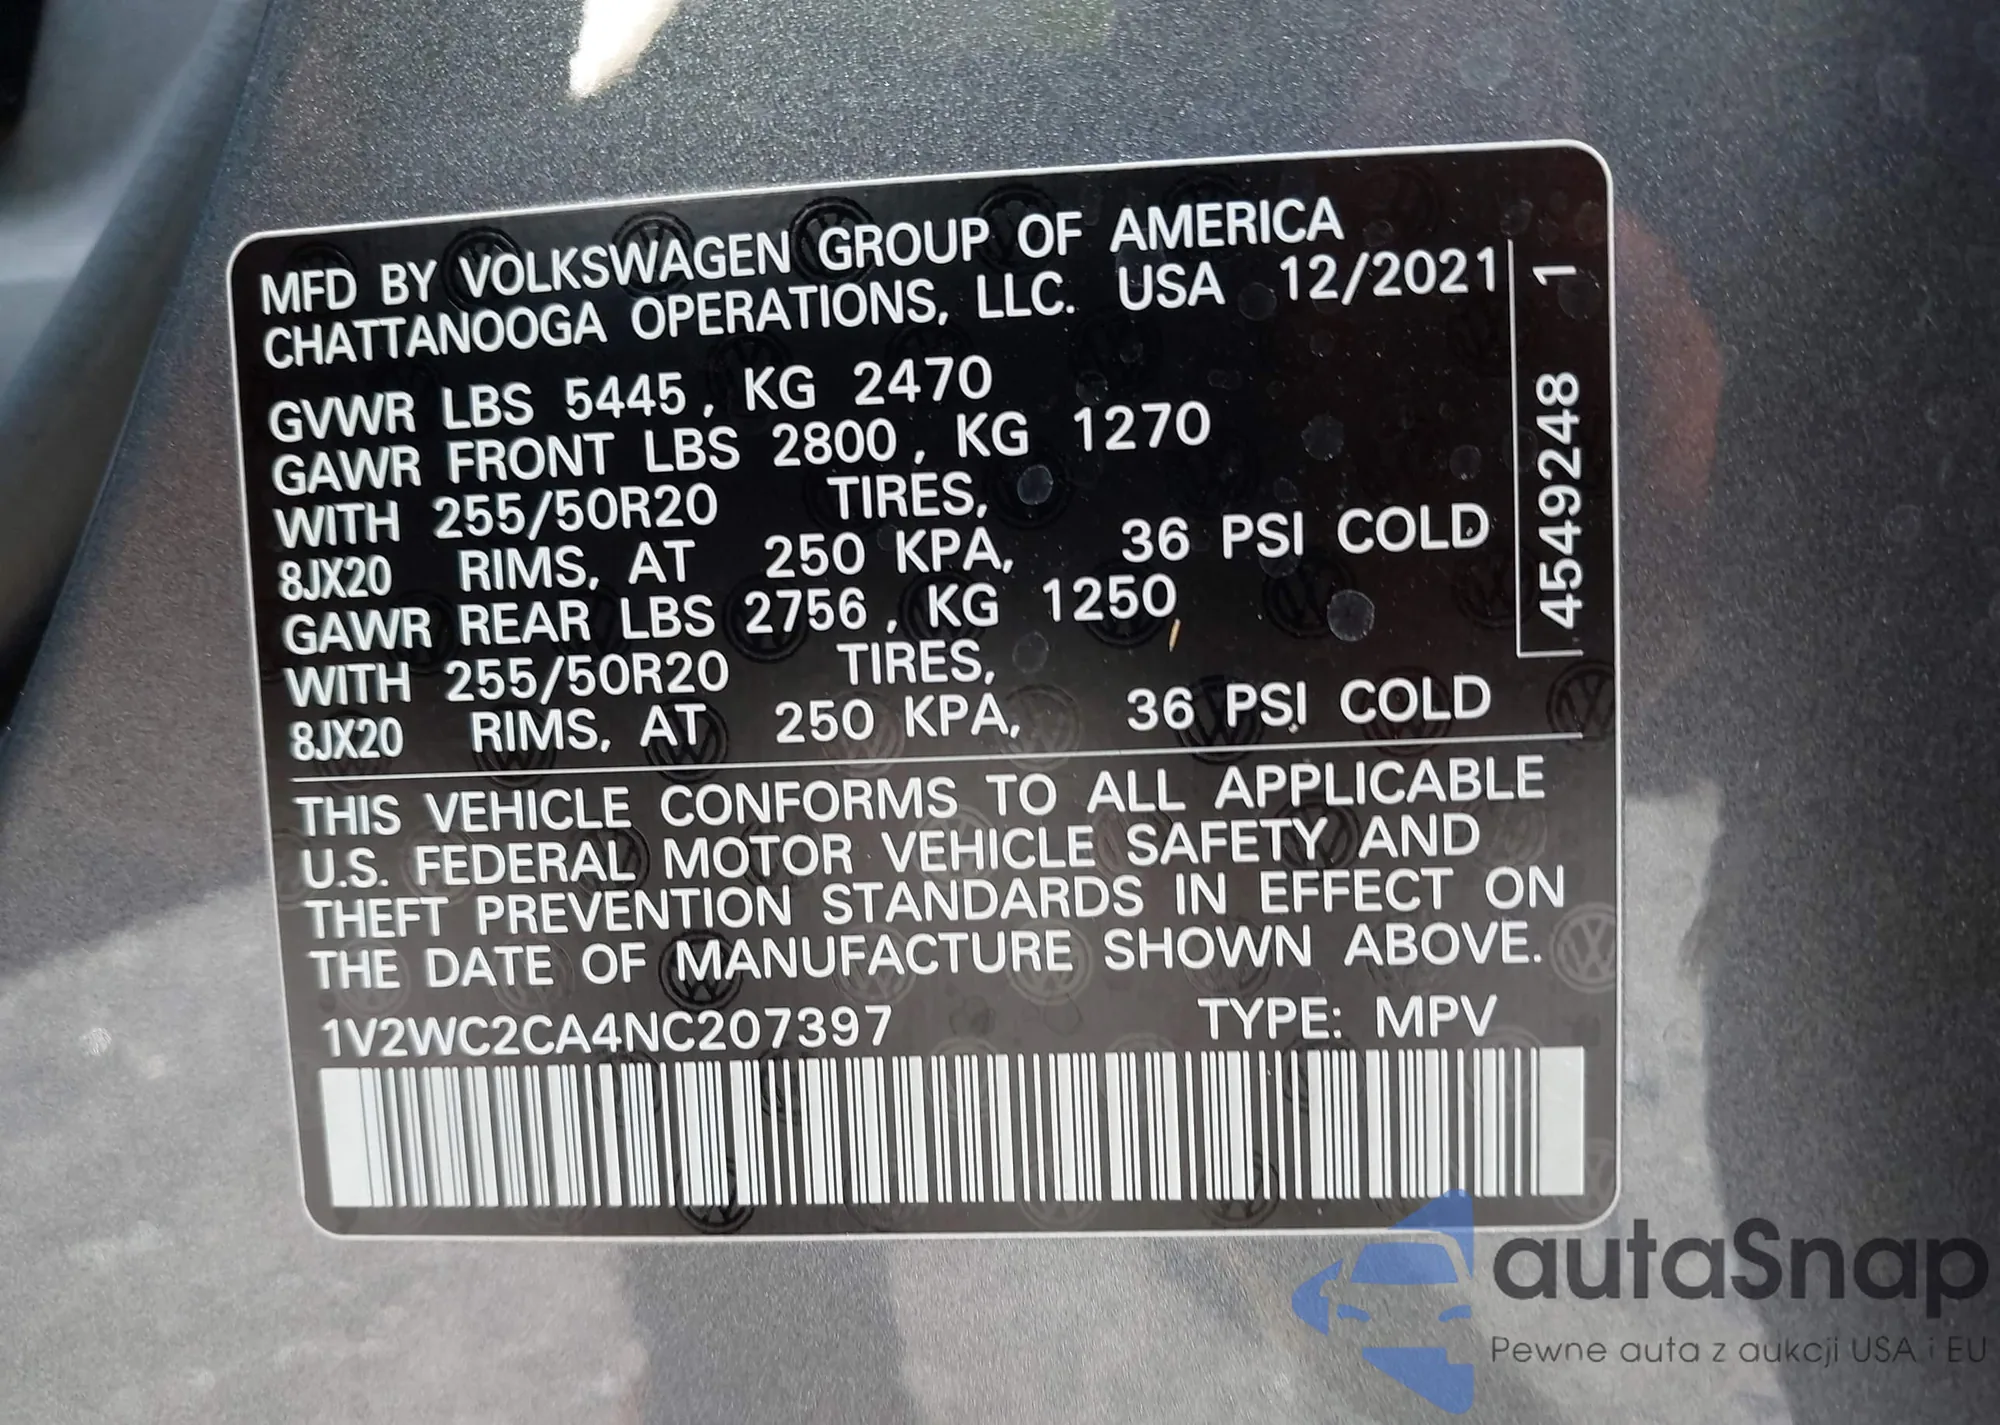 MFD BY VOLKSWAGEN GROUP OF AMERICA
CHATTANOOGA OPERATIONS, LLC. USA 12/2021
GVWR LBS 5445, KG 2470
GAWR FRONT LBS 2800, KG 1270
WITH 255/50R20 TIRES,
8JX20 RIMS, AT 250 KPA, 36 PSI COLD
GAWR REAR LBS 2756, KG 1250
WITH 255/50R20 TIRES,
8JX20 RIMS, AT 250 KPA, 36 PSI COLD
4549248 1
THIS VEHICLE CONFORMS TO ALL APPLICABLE
U.S. FEDERAL MOTOR VEHICLE SAFETY AND
THEFT PREVENTION STANDARDS IN EFFECT ON
THE DATE OF MANUFACTURE SHOWN ABOVE.
1V2WC2CA4NC207397 TYPE: MPV
autaSnap
Pewne auta z aukcji USA i EU